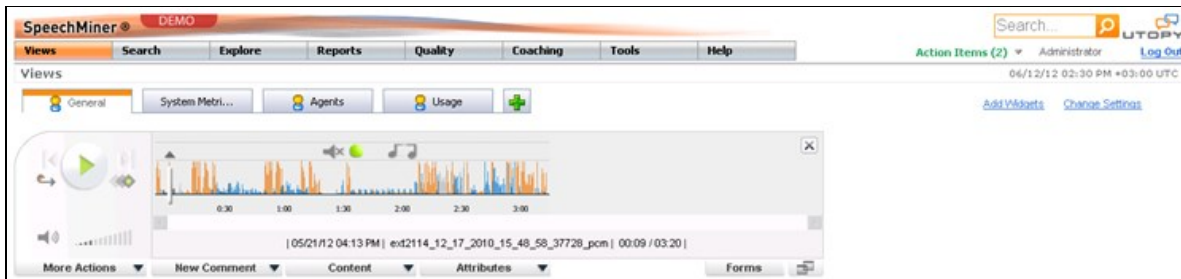 SpeechMiner ® DEMO Search... UTOPY
Views Search Explore Reports Quality Coaching Tools Help Action Items (2) Administrator Log Out
Views 06/12/12 02:30 PM +03:00 UTC
General System Metri... Agents Usage Add Widgets Change Settings
0:30 1:00 1:30 2:00 2:30 3:00
| 05/21/12 04:13 PM | ext2114_12_17_2010_15_48_58_37728_pcm | 00:09 / 03:20 |
More Actions New Comment Content Attributes Forms